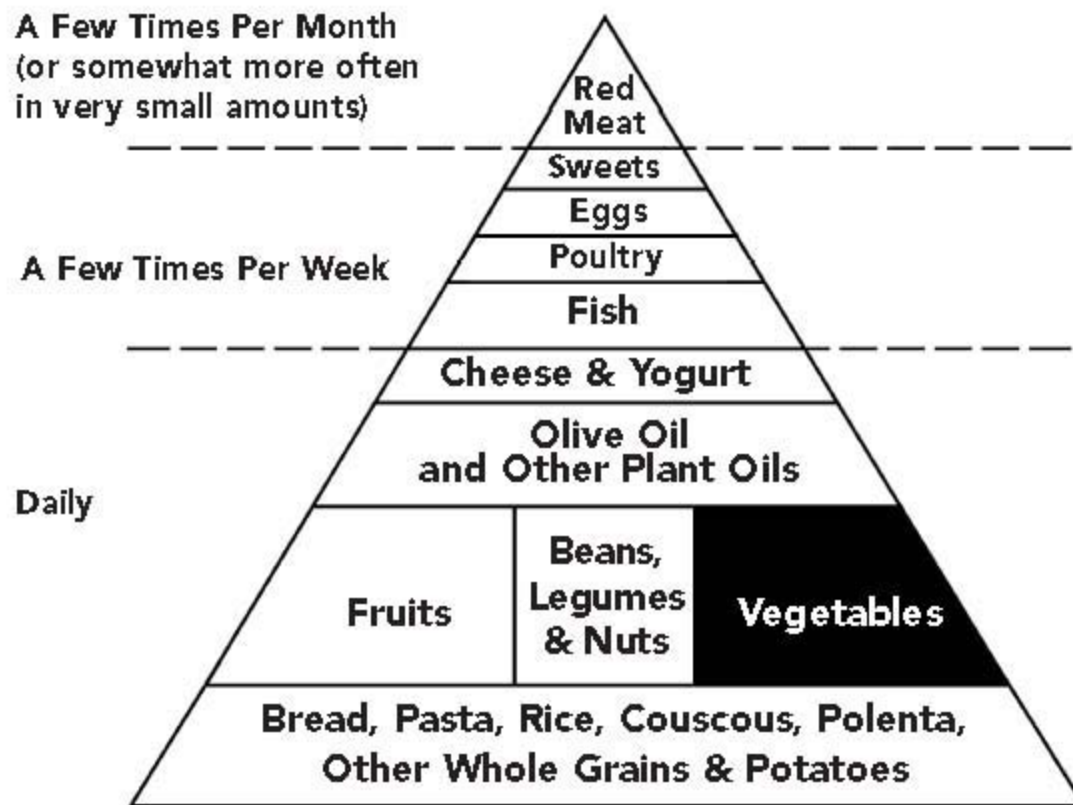 A Few Times Per Month
(or somewhat more often
in very small amounts)
Red
Meat
Sweets
Eggs
Poultry
A Few Times Per Week
Fish
Cheese & Yogurt
Olive Oil
and Other Plant Oils
Daily
Fruits
Beans,
Legumes
& Nuts
Vegetables
Bread, Pasta, Rice, Couscous, Polenta,
Other Whole Grains & Potatoes